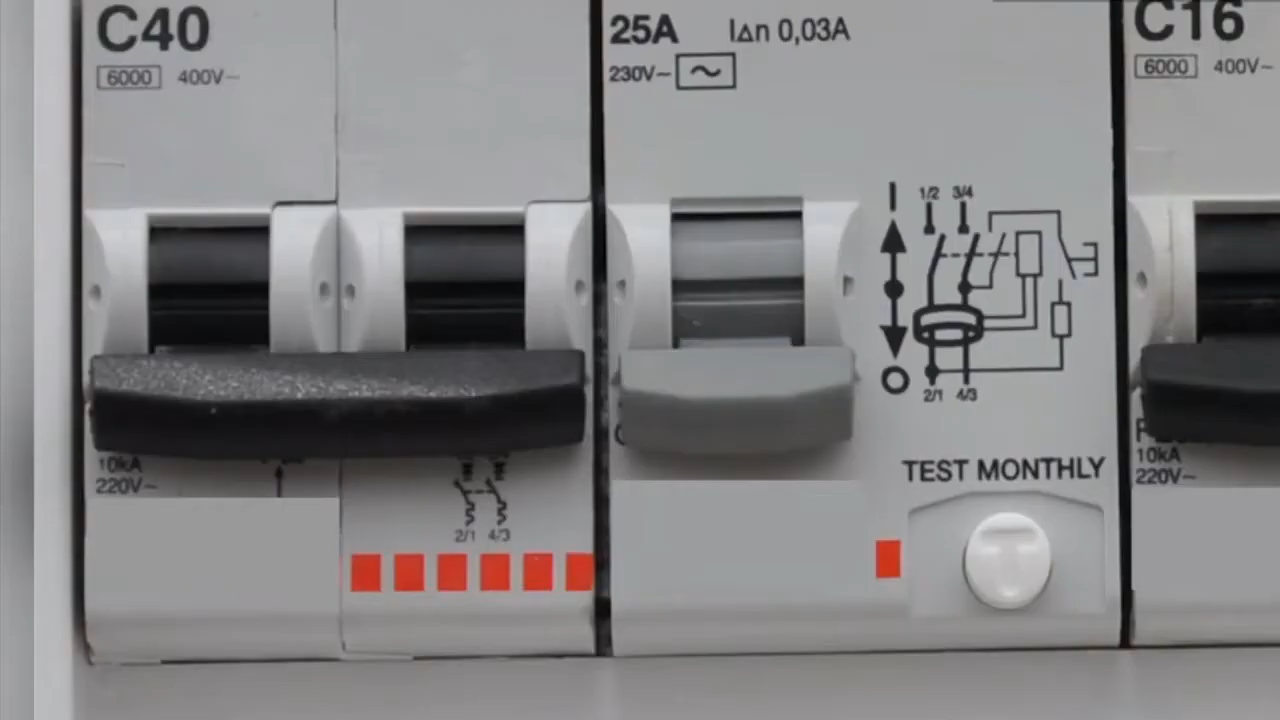 C40
6000 400V~
10kA
220V~
2/1 4/3
25A I∆n 0,03A
230V~
I 1/2 3/4
O 2/1 4/3
TEST MONTHLY
T
C16
6000 400V~
10kA
220V~